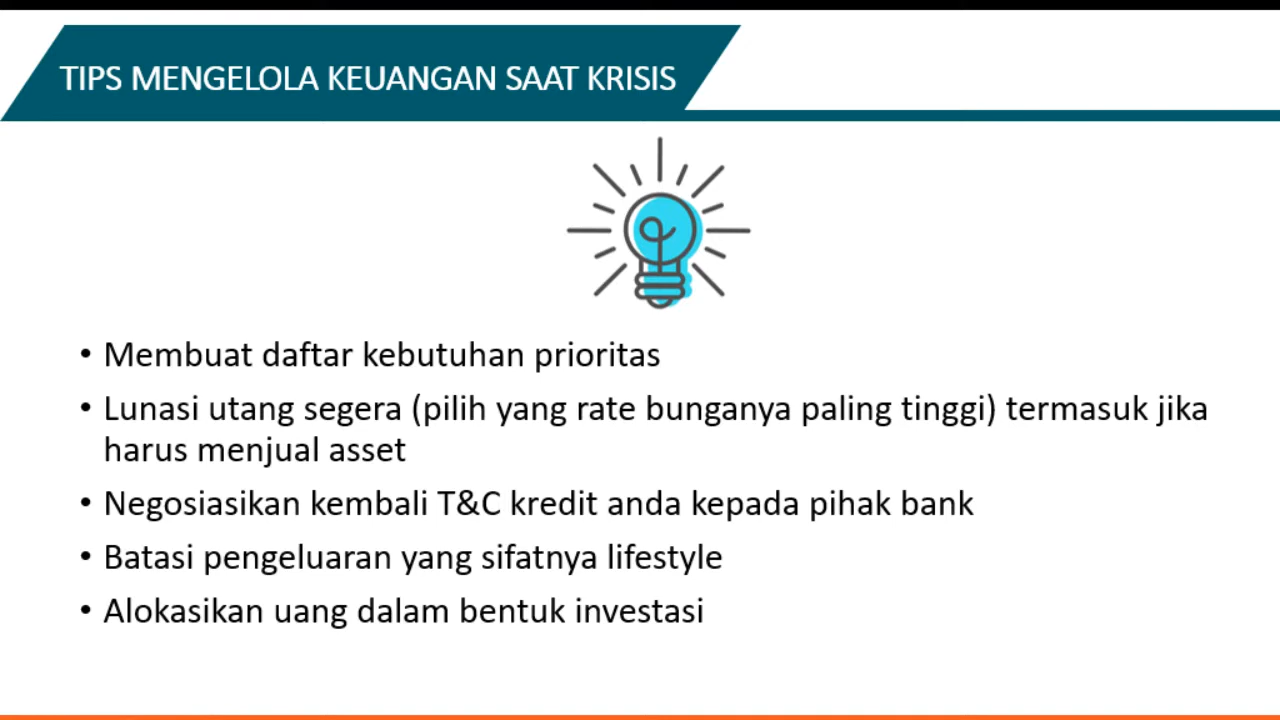 TIPS MENGELOLA KEUANGAN SAAT KRISIS
• Membuat daftar kebutuhan prioritas
• Lunasi utang segera (pilih yang rate bunganya paling tinggi) termasuk jika
harus menjual asset
• Negosiasikan kembali T&C kredit anda kepada pihak bank
• Batasi pengeluaran yang sifatnya lifestyle
• Alokasikan uang dalam bentuk investasi